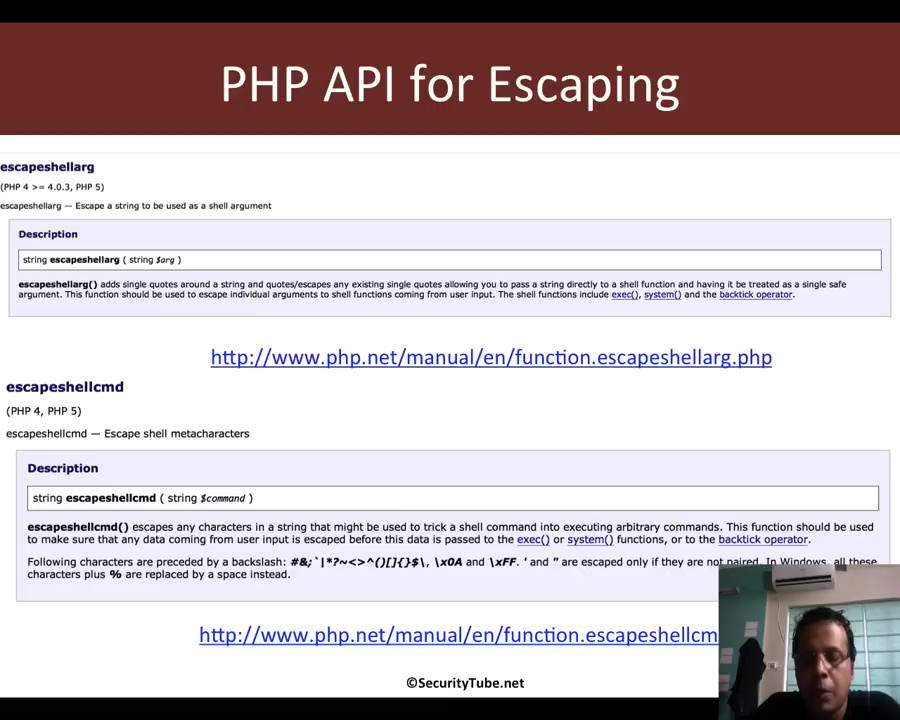 PHP API for Escaping
escapeshellarg
(PHP 4 >= 4.0.3, PHP 5)
escapeshellarg — Escape a string to be used as a shell argument
Description
string escapeshellarg ( string $arg )
escapeshellarg() adds single quotes around a string and quotes/escapes any existing single quotes allowing you to pass a string directly to a shell function and having it be treated as a single safe
argument. This function should be used to escape individual arguments to shell functions coming from user input. The shell functions include exec(), system() and the backtick operator.
http://www.php.net/manual/en/function.escapeshellarg.php
escapeshellcmd
(PHP 4, PHP 5)
escapeshellcmd — Escape shell metacharacters
Description
string escapeshellcmd ( string $command )
escapeshellcmd() escapes any characters in a string that might be used to trick a shell command into executing arbitrary commands. This function should be used
to make sure that any data coming from user input is escaped before this data is passed to the exec() or system() functions, or to the backtick operator.
Following characters are preceded by a backslash: #&;`|*?~<>^()[]{}$\, \x0A and \xFF. ' and " are escaped only if they are not paired. In Windows, all these
characters plus % are replaced by a space instead.
http://www.php.net/manual/en/function.escapeshellcm
©SecurityTube.net